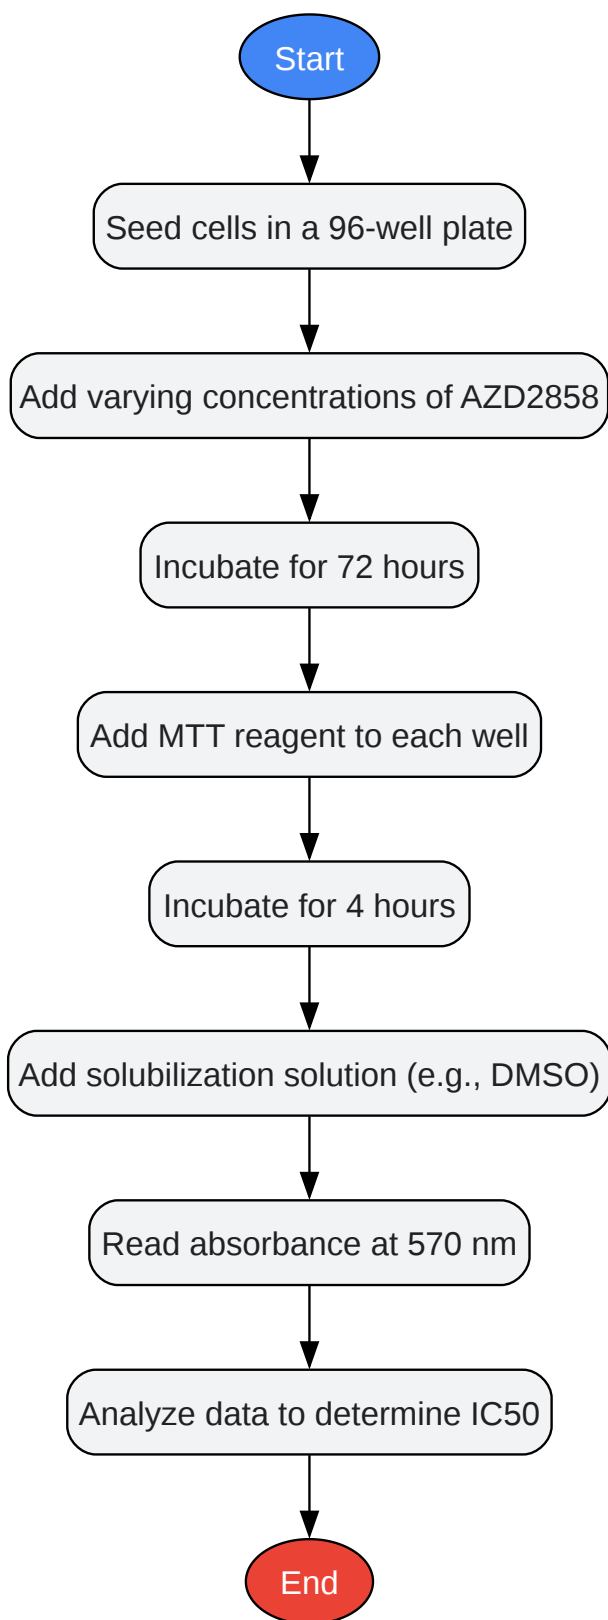 Start
Seed cells in a 96-well plate
Add varying concentrations of AZD2858
Incubate for 72 hours
Add MTT reagent to each well
Incubate for 4 hours
Add solubilization solution (e.g., DMSO)
Read absorbance at 570 nm
Analyze data to determine IC50
End